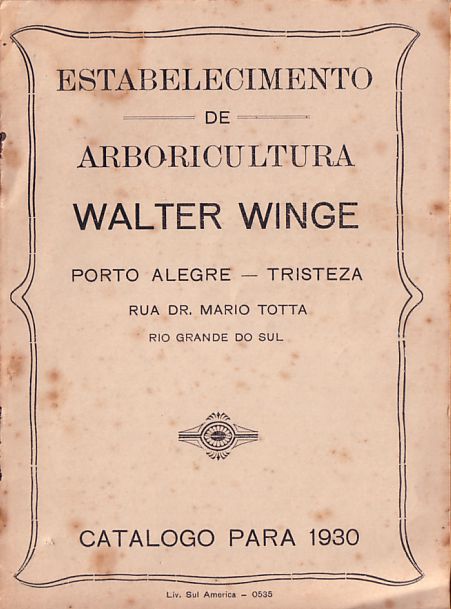 ESTABELECIMENTO
DE
ARBORICULTURA
WALTER WINGE
PORTO ALEGRE — TRISTEZA
RUA DR. MARIO TOTTA
RIO GRANDE DO SUL
CATALOGO PARA 1930
Liv. Sul America - 0535